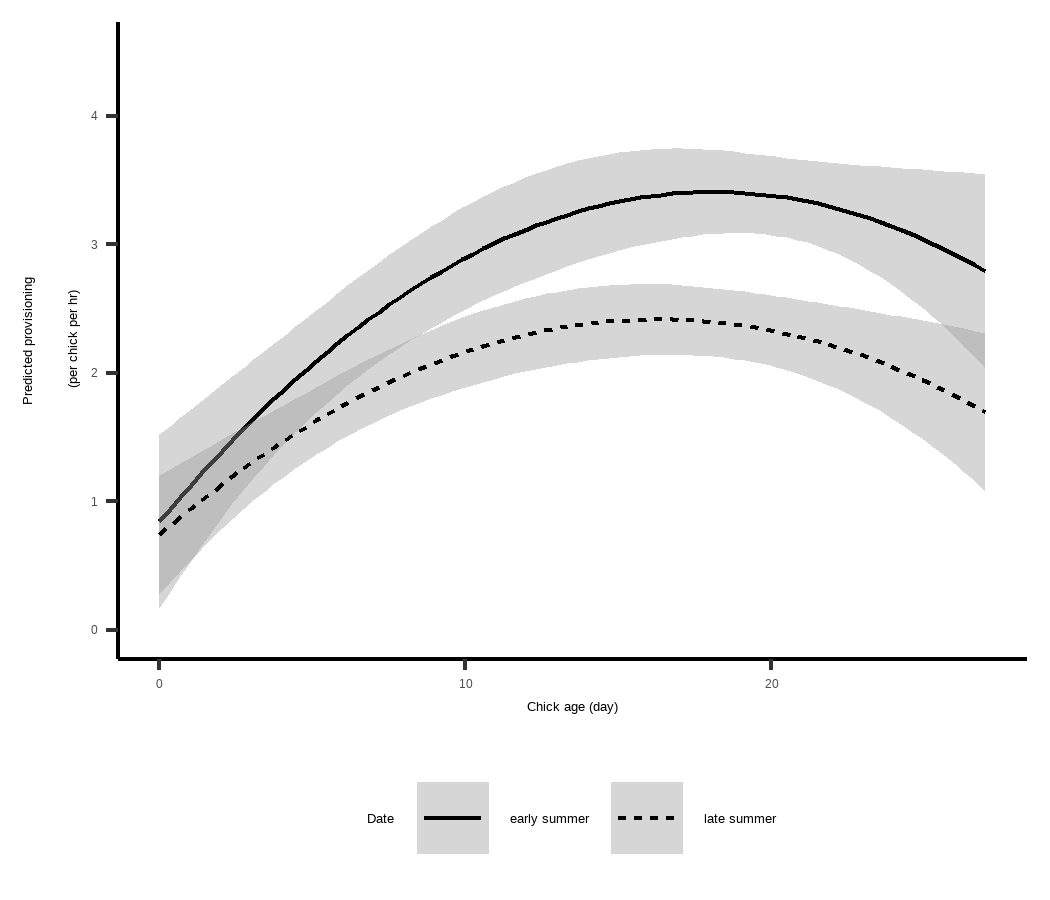 Predicted provisioning
(per chick per hr)
4
3
2
1
0
0 10 20
Chick age (day)
Date early summer late summer